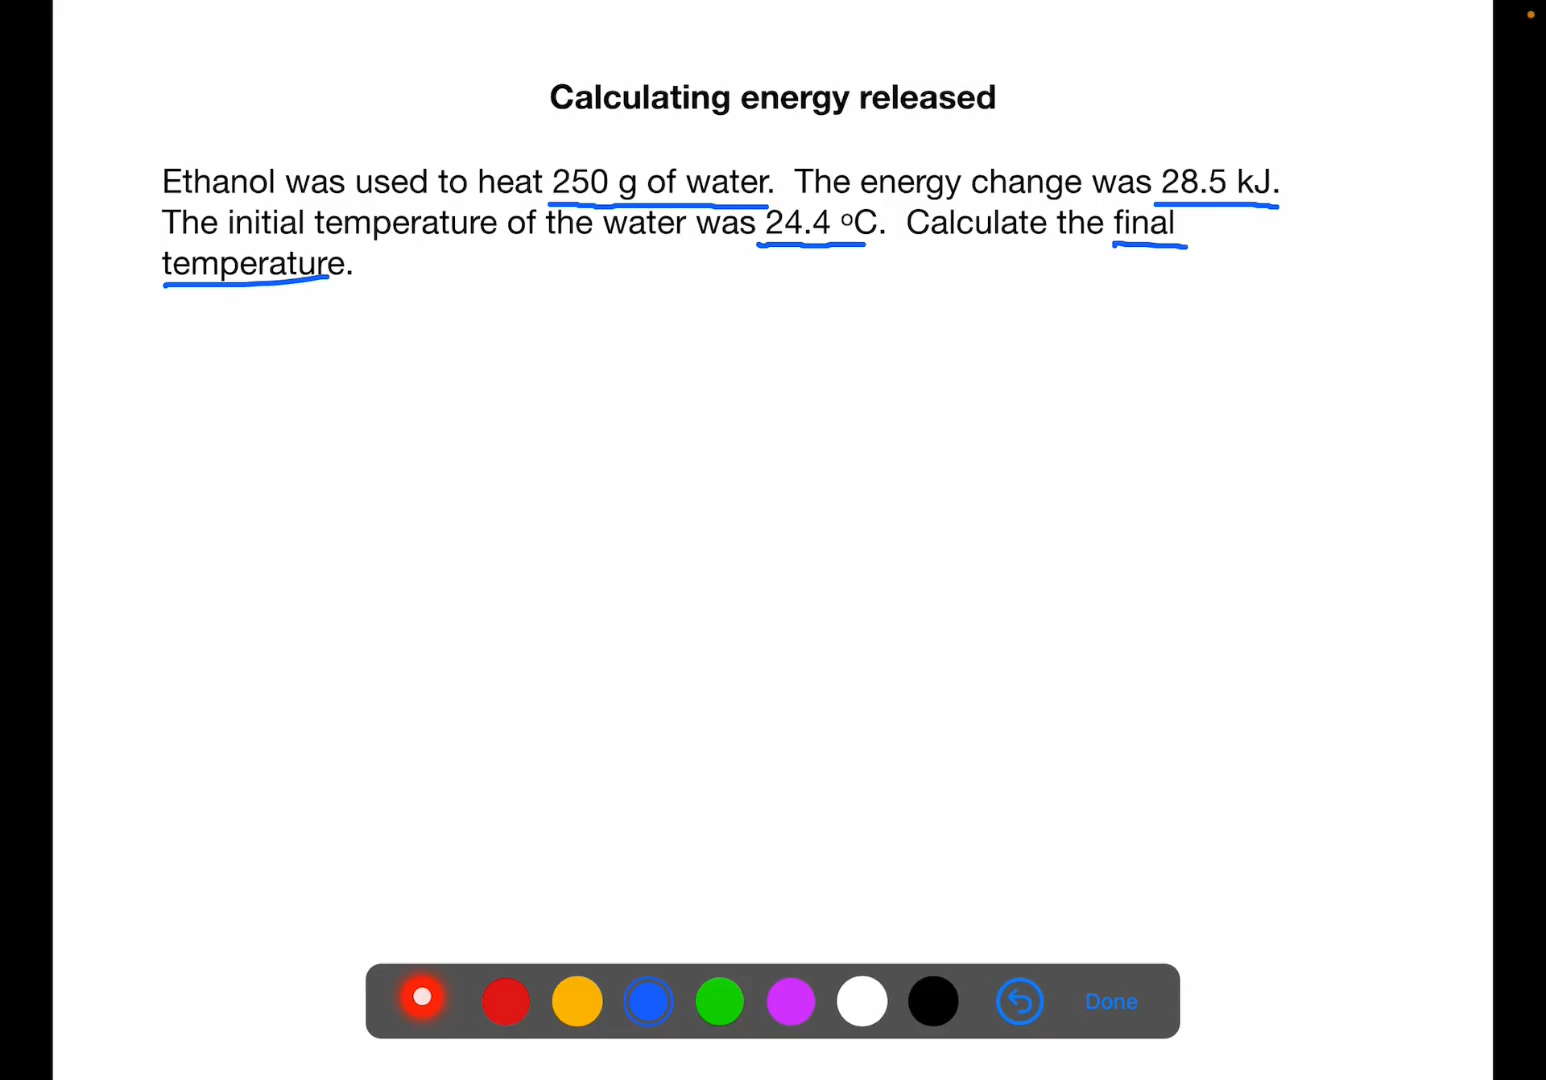 Calculating energy released
Ethanol was used to heat 250 g of water.  The energy change was 28.5 kJ.
The initial temperature of the water was 24.4 ºC.  Calculate the final
temperature.
Done